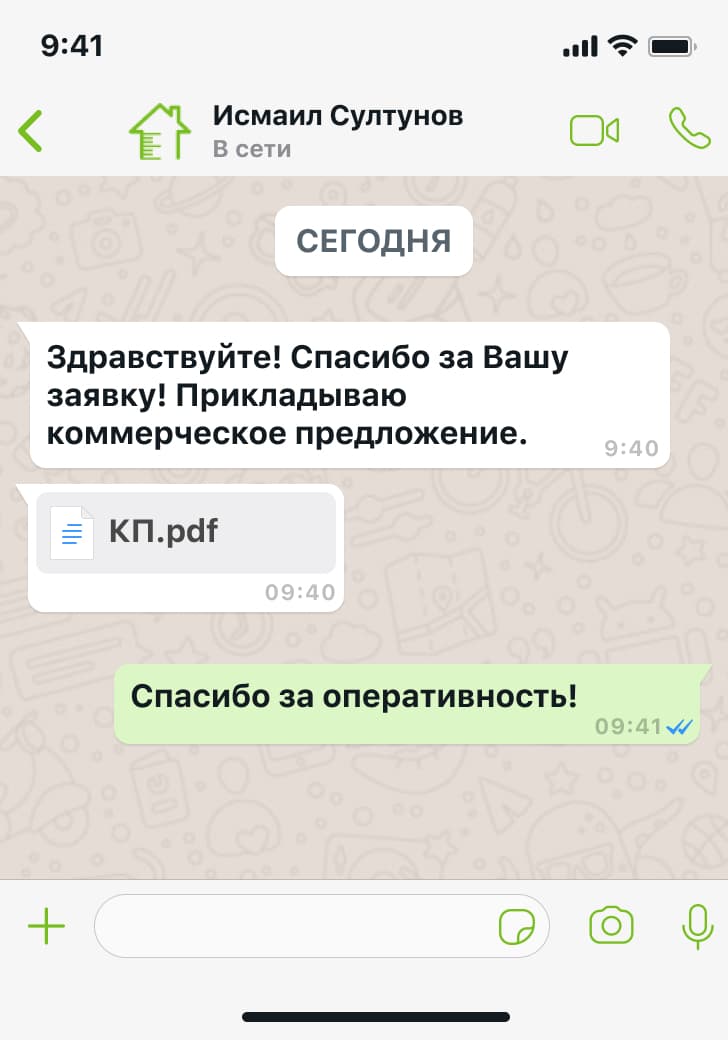 9:41
Исмаил Султунов
В сети
СЕГОДНЯ
Здравствуйте! Спасибо за Вашу
заявку! Прикладываю
коммерческое предложение.
9:40
КП.pdf
09:40
Спасибо за оперативность!
09:41